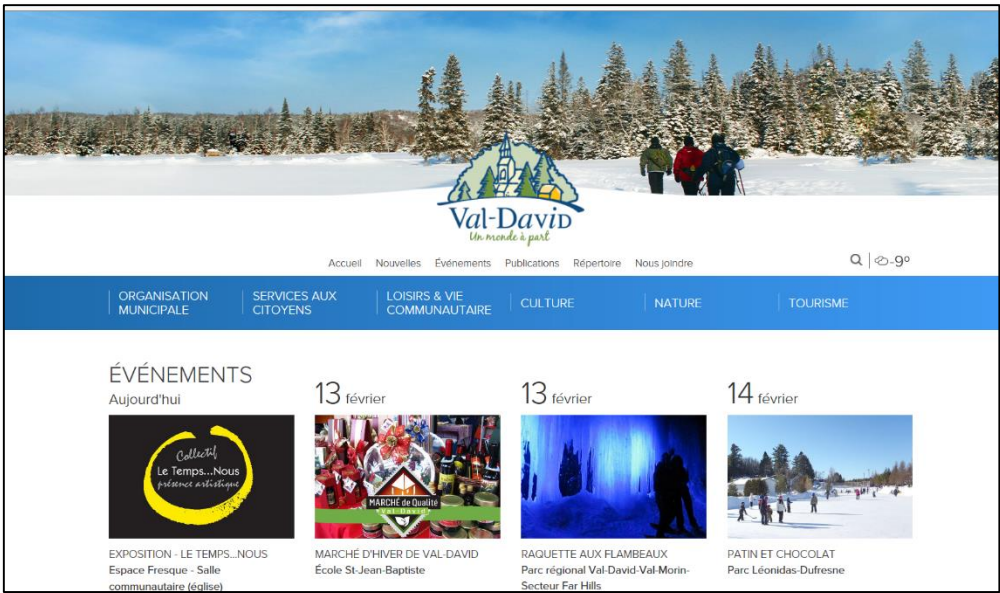 Val-David
Un monde à part
Accueil Nouvelles Événements Publications Répertoire Nous joindre
-9°
ORGANISATION
MUNICIPALE
SERVICES AUX
CITOYENS
LOISIRS & VIE
COMMUNAUTAIRE
CULTURE
NATURE
TOURISME
ÉVÉNEMENTS
Aujourd'hui
Collectif
Le Temps...Nous
présence artistique
EXPOSITION - LE TEMPS...NOUS
Espace Fresque - Salle
communautaire (église)
13 février
MARCHÉ de Qualité
Val-David
MARCHÉ D'HIVER DE VAL-DAVID
École St-Jean-Baptiste
13 février
RAQUETTE AUX FLAMBEAUX
Parc régional Val-David-Val-Morin-
Secteur Far Hills
14 février
PATIN ET CHOCOLAT
Parc Léonidas-Dufresne